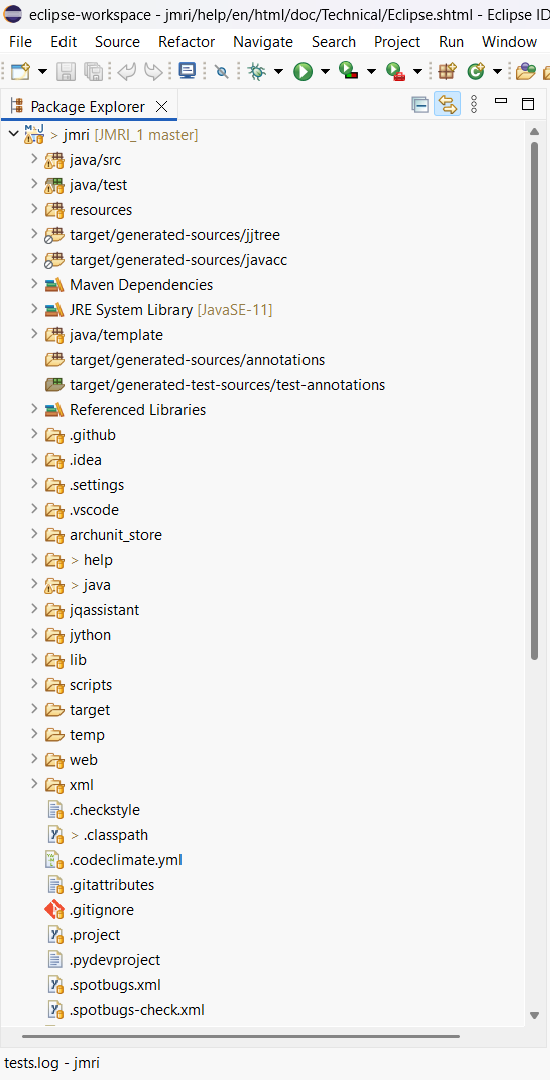 eclipse-workspace - jmri/help/en/html/doc/Technical/Eclipse.shtml - Eclipse ID
File Edit Source Refactor Navigate Search Project Run Window
Package Explorer
> jmri [JMRI_1 master]
java/src
java/test
resources
target/generated-sources/jjtree
target/generated-sources/javacc
Maven Dependencies
JRE System Library [JavaSE-11]
java/template
target/generated-sources/annotations
target/generated-test-sources/test-annotations
Referenced Libraries
.github
.idea
.settings
.vscode
archunit_store
> help
> java
jqassistant
jython
lib
scripts
target
temp
web
xml
.checkstyle
> .classpath
.codeclimate.yml
.gitattributes
.gitignore
.project
.pydevproject
.spotbugs.xml
.spotbugs-check.xml
tests.log - jmri